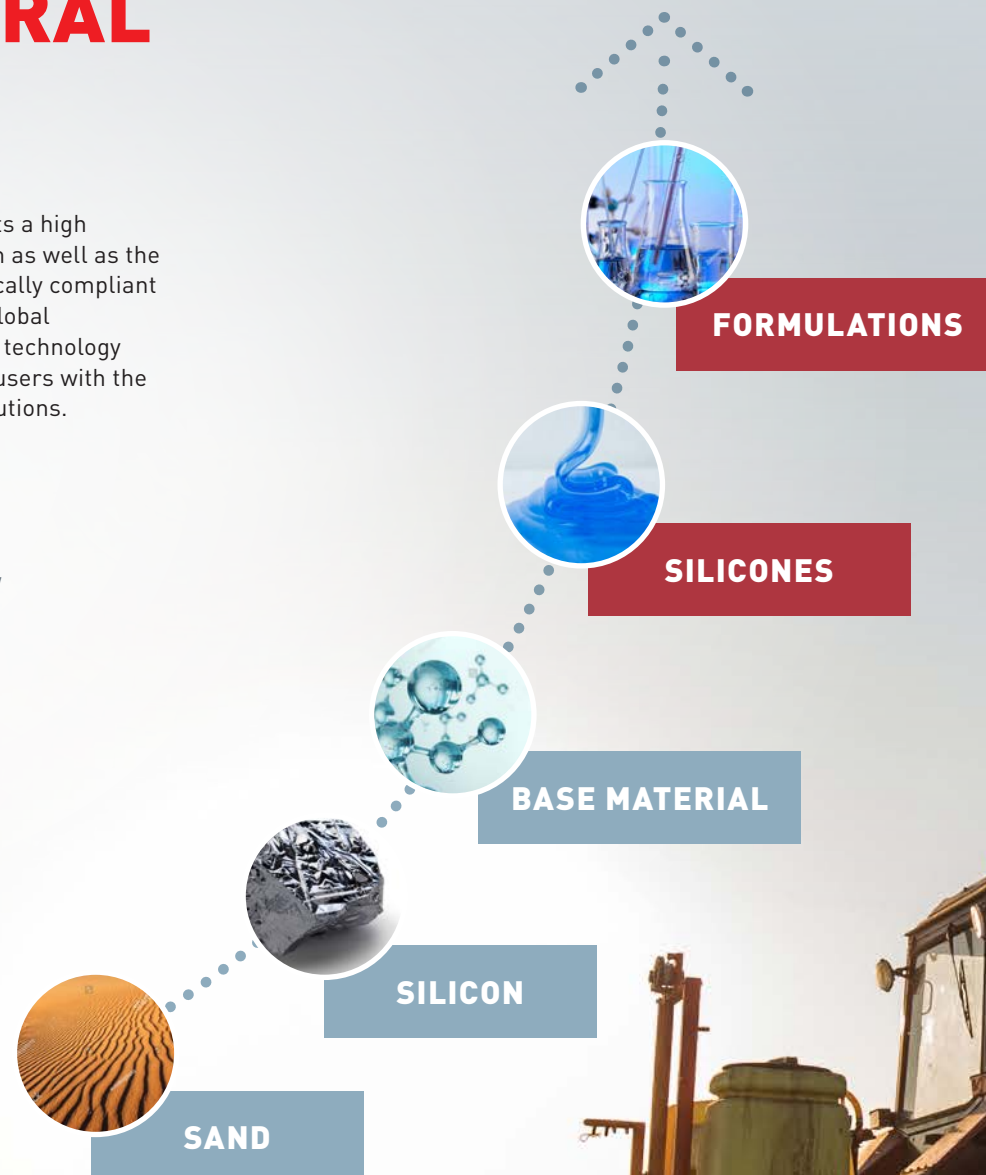 RAL
s a high
as well as the
cally compliant
lobal
technology
users with the
utions.
FORMULATIONS
SILICONES
BASE MATERIAL
SILICON
SAND